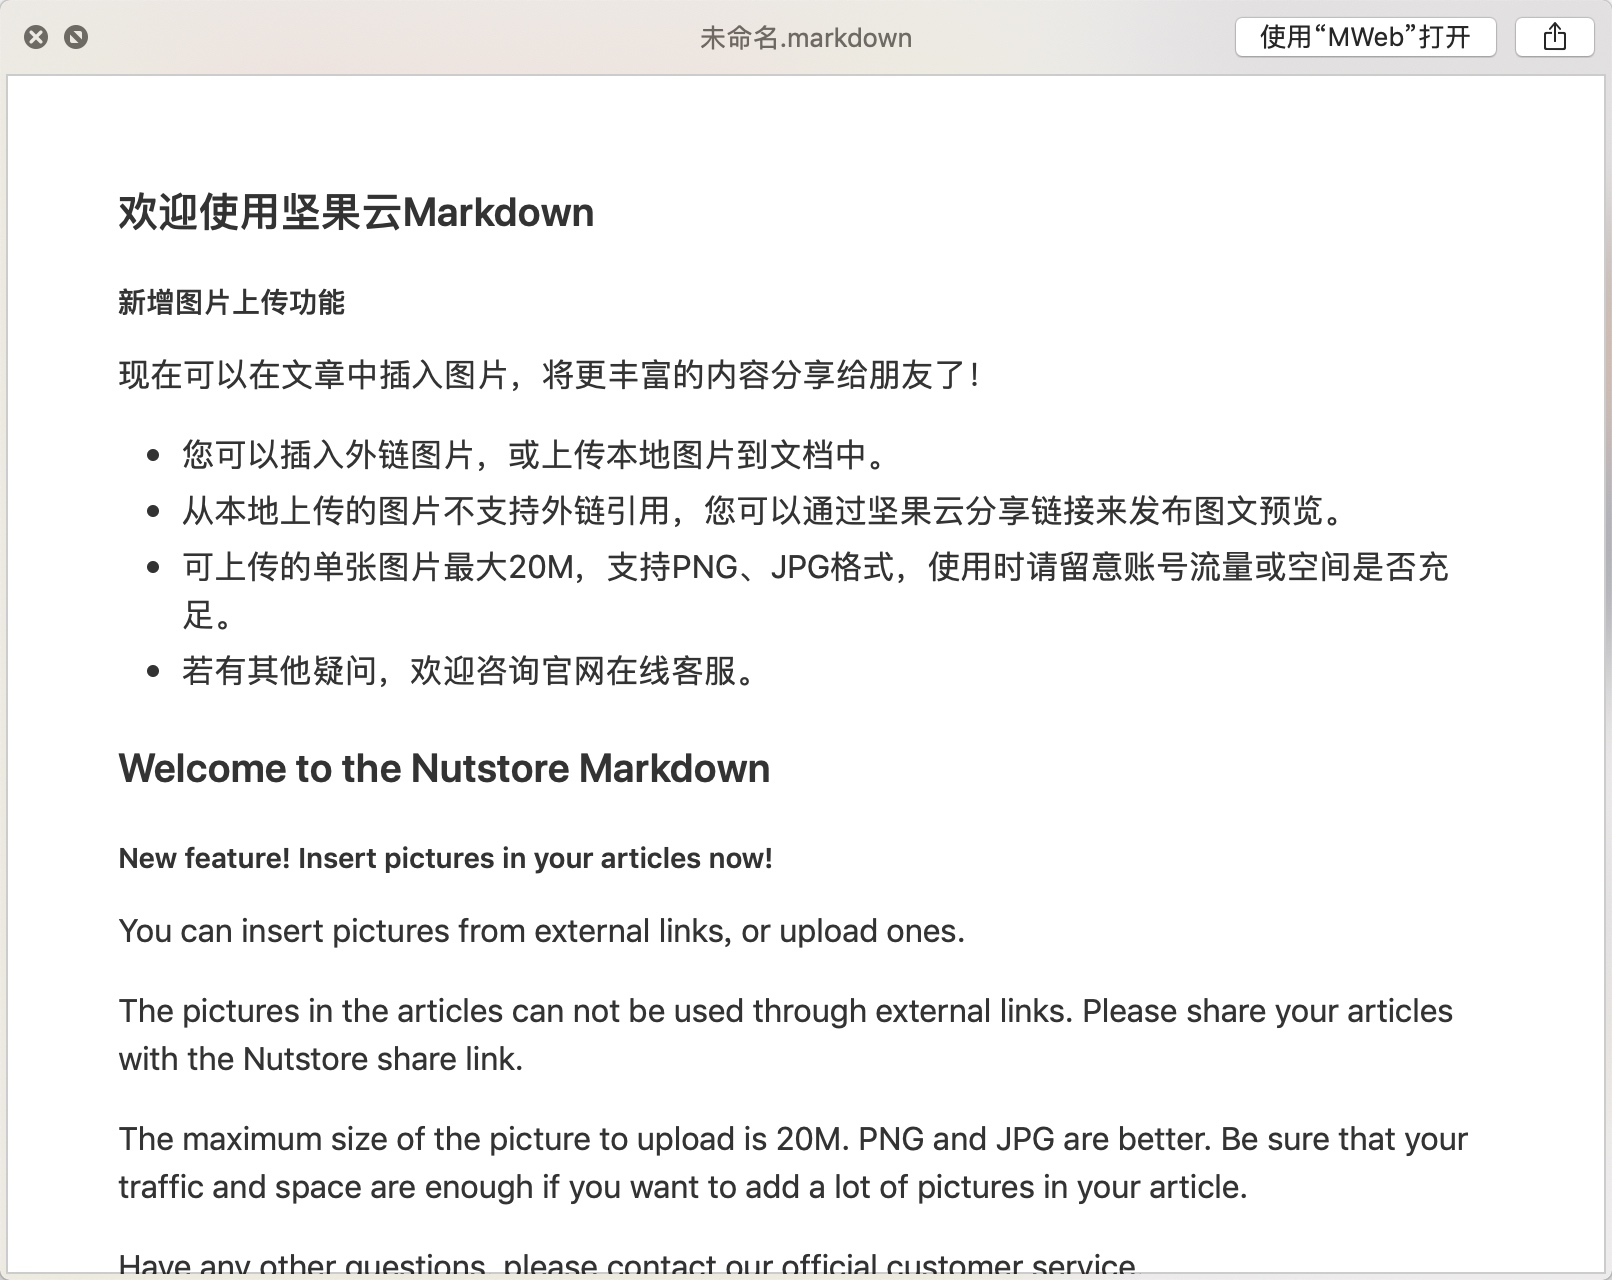 未命名.markdown
使用“MWeb”打开
欢迎使用坚果云Markdown
新增图片上传功能
现在可以在文章中插入图片，将更丰富的内容分享给朋友了！
• 您可以插入外链图片，或上传本地图片到文档中。
• 从本地上传的图片不支持外链引用，您可以通过坚果云分享链接来发布图文预览。
• 可上传的单张图片最大20M，支持PNG、JPG格式，使用时请留意账号流量或空间是否充
足。
• 若有其他疑问，欢迎咨询官网在线客服。
Welcome to the Nutstore Markdown
New feature! Insert pictures in your articles now!
You can insert pictures from external links, or upload ones.
The pictures in the articles can not be used through external links. Please share your articles
with the Nutstore share link.
The maximum size of the picture to upload is 20M. PNG and JPG are better. Be sure that your
traffic and space are enough if you want to add a lot of pictures in your article.
Have any other questions, please contact our official customer service